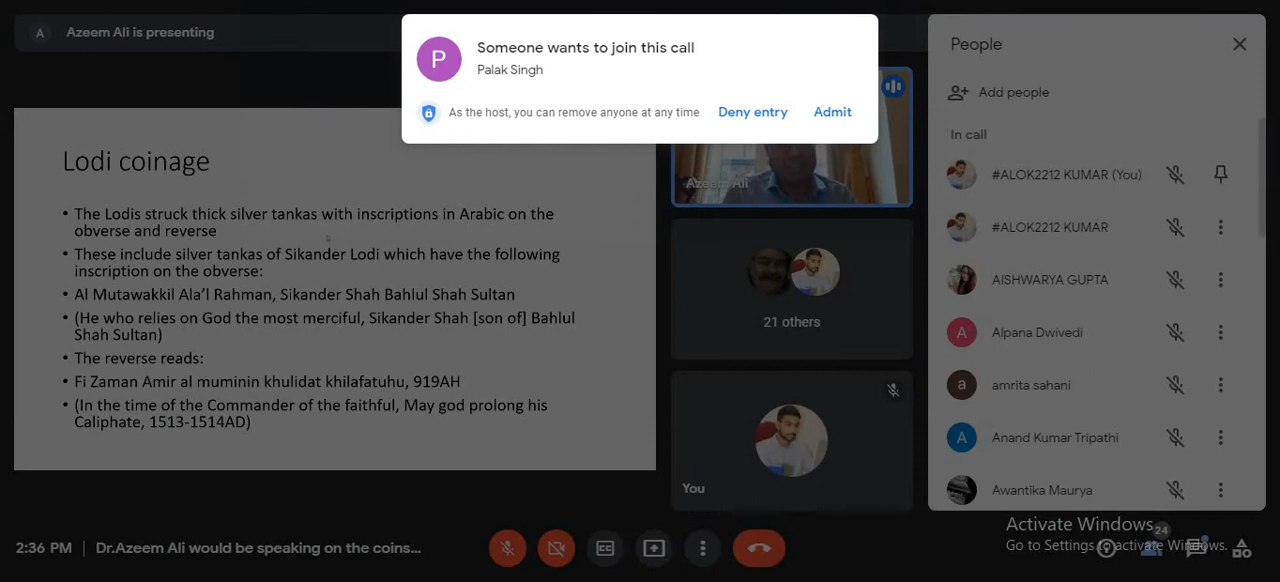 A
Azeem Ali is presenting
P
Someone wants to join this call
Palak Singh
As the host, you can remove anyone at any time
Deny entry
Admit
Lodi coinage
• The Lodis struck thick silver tankas with inscriptions in Arabic on the
obverse and reverse
• These include silver tankas of Sikander Lodi which have the following
inscription on the obverse:
• Al Mutawakkil Ala'l Rahman, Sikander Shah Bahlul Shah Sultan
• (He who relies on God the most merciful, Sikander Shah [son of] Bahlul
Shah Sultan)
• The reverse reads:
• Fi Zaman Amir al muminin khulidat khilafatuhu, 919AH
• (In the time of the Commander of the faithful, May god prolong his
Caliphate, 1513-1514AD)
Azeem Ali
21 others
You
People
Add people
In call
#ALOK2212 KUMAR (You)
#ALOK2212 KUMAR
AISHWARYA GUPTA
A
Alpana Dwivedi
a
amrita sahani
A
Anand Kumar Tripathi
Awantika Maurya
2:36 PM | Dr.Azeem Ali would be speaking on the coins...
CC
Activate Windows
24
Go to Settings to activate Windows.